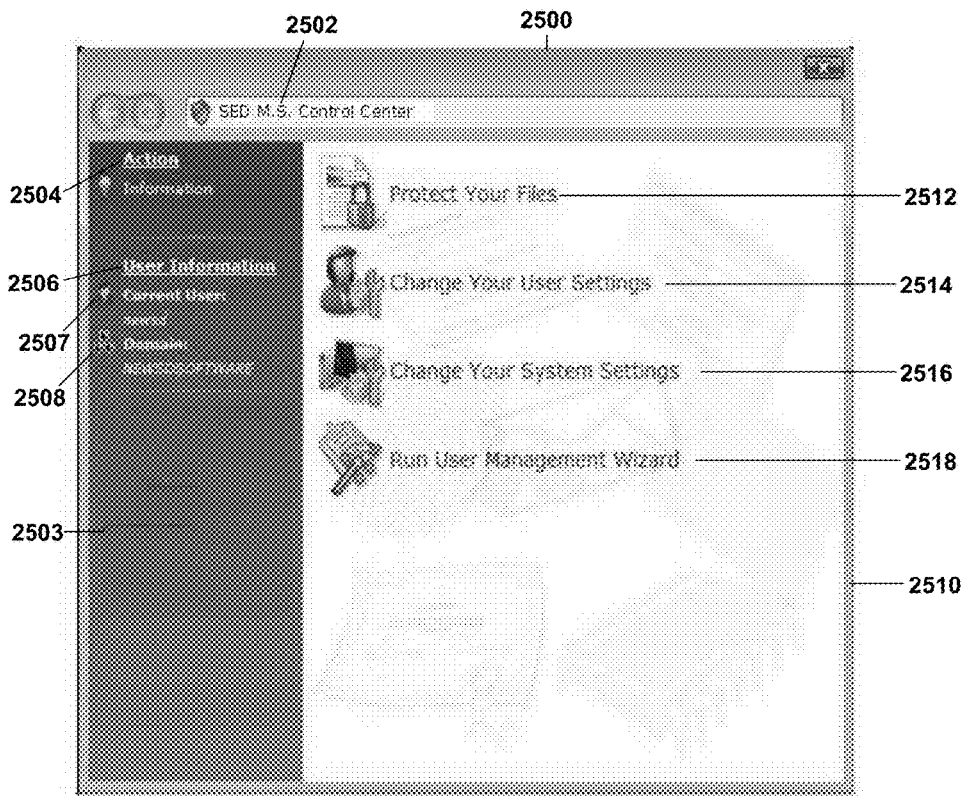 2502
2500
SED M.S. Control Center
Action
2504
Information
Protect Your Files
2512
User Information
2506
Change Your User Settings
2514
Current User:
2507
Domain:
2508
Change Your System Settings
2516
Run User Management Wizard
2518
2503
2510